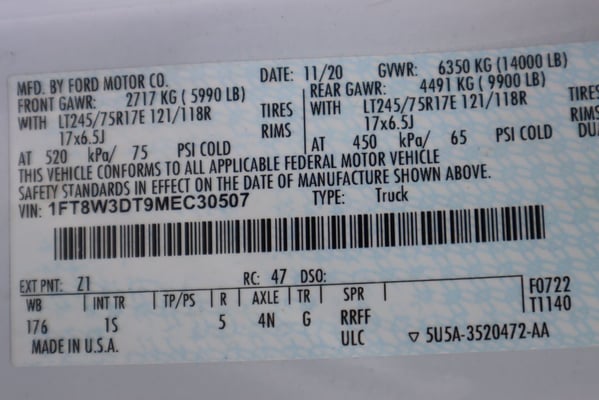 MFD. BY FORD MOTOR CO. DATE: 11/20 GVWR: 6350 KG (14000 LB)
FRONT GAWR: 2717 KG ( 5990 LB) REAR GAWR: 4491 KG ( 9900 LB)
WITH LT245/75R17E 121/118R TIRES WITH LT245/75R17E 121/118R TIRES
17x6.5J RIMS 17x6.5J RIMS
AT 520 kPa/ 75 PSI COLD AT 450 kPa/ 65 PSI COLD
THIS VEHICLE CONFORMS TO ALL APPLICABLE FEDERAL MOTOR VEHICLE
SAFETY STANDARDS IN EFFECT ON THE DATE OF MANUFACTURE SHOWN ABOVE.
VIN: 1FT8W3DT9MEC30507 TYPE: Truck
EXT PNT: Z1 RC: 47 DSO:
WB INT TR TP/PS R AXLE TR SPR F0722
176 1S 5 4N G RRFF T1140
MADE IN U.S.A. ULC ▽ 5U5A-3520472-AA